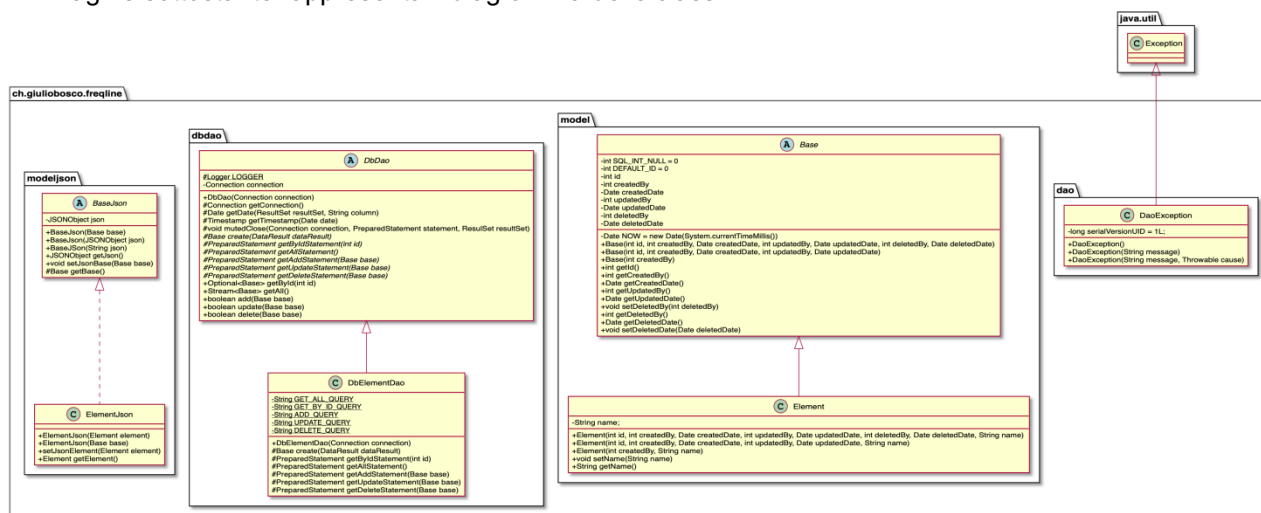 java.util
C Exception
ch.giuliobosco.freqline
modeljson
A BaseJson
-JSONObject json
+BaseJson(Base base)
+BaseJson(JSONObject json)
+BaseJSon(String json)
+JSONObject getJson()
+void setJsonBase(Base base)
#Base getBase()
C ElementJson
+ElementJson(Element element)
+ElementJson(Base base)
+setJsonElement(Element element)
+Element getElement()
dbdao
A DbDao
#Logger LOGGER
-Connection connection
+DbDao(Connection connection)
#Connection getConnection()
#Date getDate(ResultSet resultSet, String column)
#Timestamp getTimestamp(Date date)
#void mutedClose(Connection connection, PreparedStatement statement, ResulSet resultSet)
#Base create(DataResult dataResult)
#PreparedStatement getByIdStatement(int id)
#PreparedStatement getAllStatement()
#PreparedStatement getAddStatement(Base base)
#PreparedStatement getUpdateStatement(Base base)
#PreparedStatement getDeleteStatement(Base base)
+Optional<Base> getById(int id)
+Stream<Base> getAll()
+boolean add(Base base)
+boolean update(Base base)
+boolean delete(Base base)
C DbElementDao
-String GET_ALL_QUERY
-String GET_BY_ID_QUERY
-String ADD_QUERY
-String UPDATE_QUERY
-String DELETE_QUERY
+DbElementDao(Connection connection)
#Base create(DataResult dataResult)
#PreparedStatement getByIdStatement(int id)
#PreparedStatement getAllStatement()
#PreparedStatement getAddStatement(Base base)
#PreparedStatement getUpdateStatement(Base base)
#PreparedStatement getDeleteStatement(Base base)
model
A Base
-int SQL_INT_NULL = 0
-int DEFAULT_ID = 0
-int id
-int createdBy
-Date createdDate
-int updatedBy
-Date updatedDate
-int deletedBy
-Date deletedDate
-Date NOW = new Date(System.currentTimeMillis())
+Base(int id, int createdBy, Date createdDate, int updatedBy, Date updatedDate, int deletedBy, Date deletedDate)
+Base(int id, int createdBy, Date createdDate, int updatedBy, Date updatedDate)
+Base(int createdBy)
+int getId()
+int getCreatedBy()
+Date getCreatedDate()
+int getUpdatedBy()
+Date getUpdatedDate()
+void setDeletedBy(int deletedBy)
+int getDeletedBy()
+Date getDeletedDate()
+void setDeletedDate(Date deletedDate)
C Element
-String name;
+Element(int id, int createdBy, Date createdDate, int updatedBy, Date updatedDate, int deletedBy, Date deletedDate, String name)
+Element(int id, int createdBy, Date createdDate, int updatedBy, Date updatedDate, String name)
+Element(int createdBy, String name)
+void setName(String name)
+String getName()
dao
C DaoException
-long serialVersionUID = 1L;
+DaoException()
+DaoException(String message)
+DaoException(String message, Throwable cause)